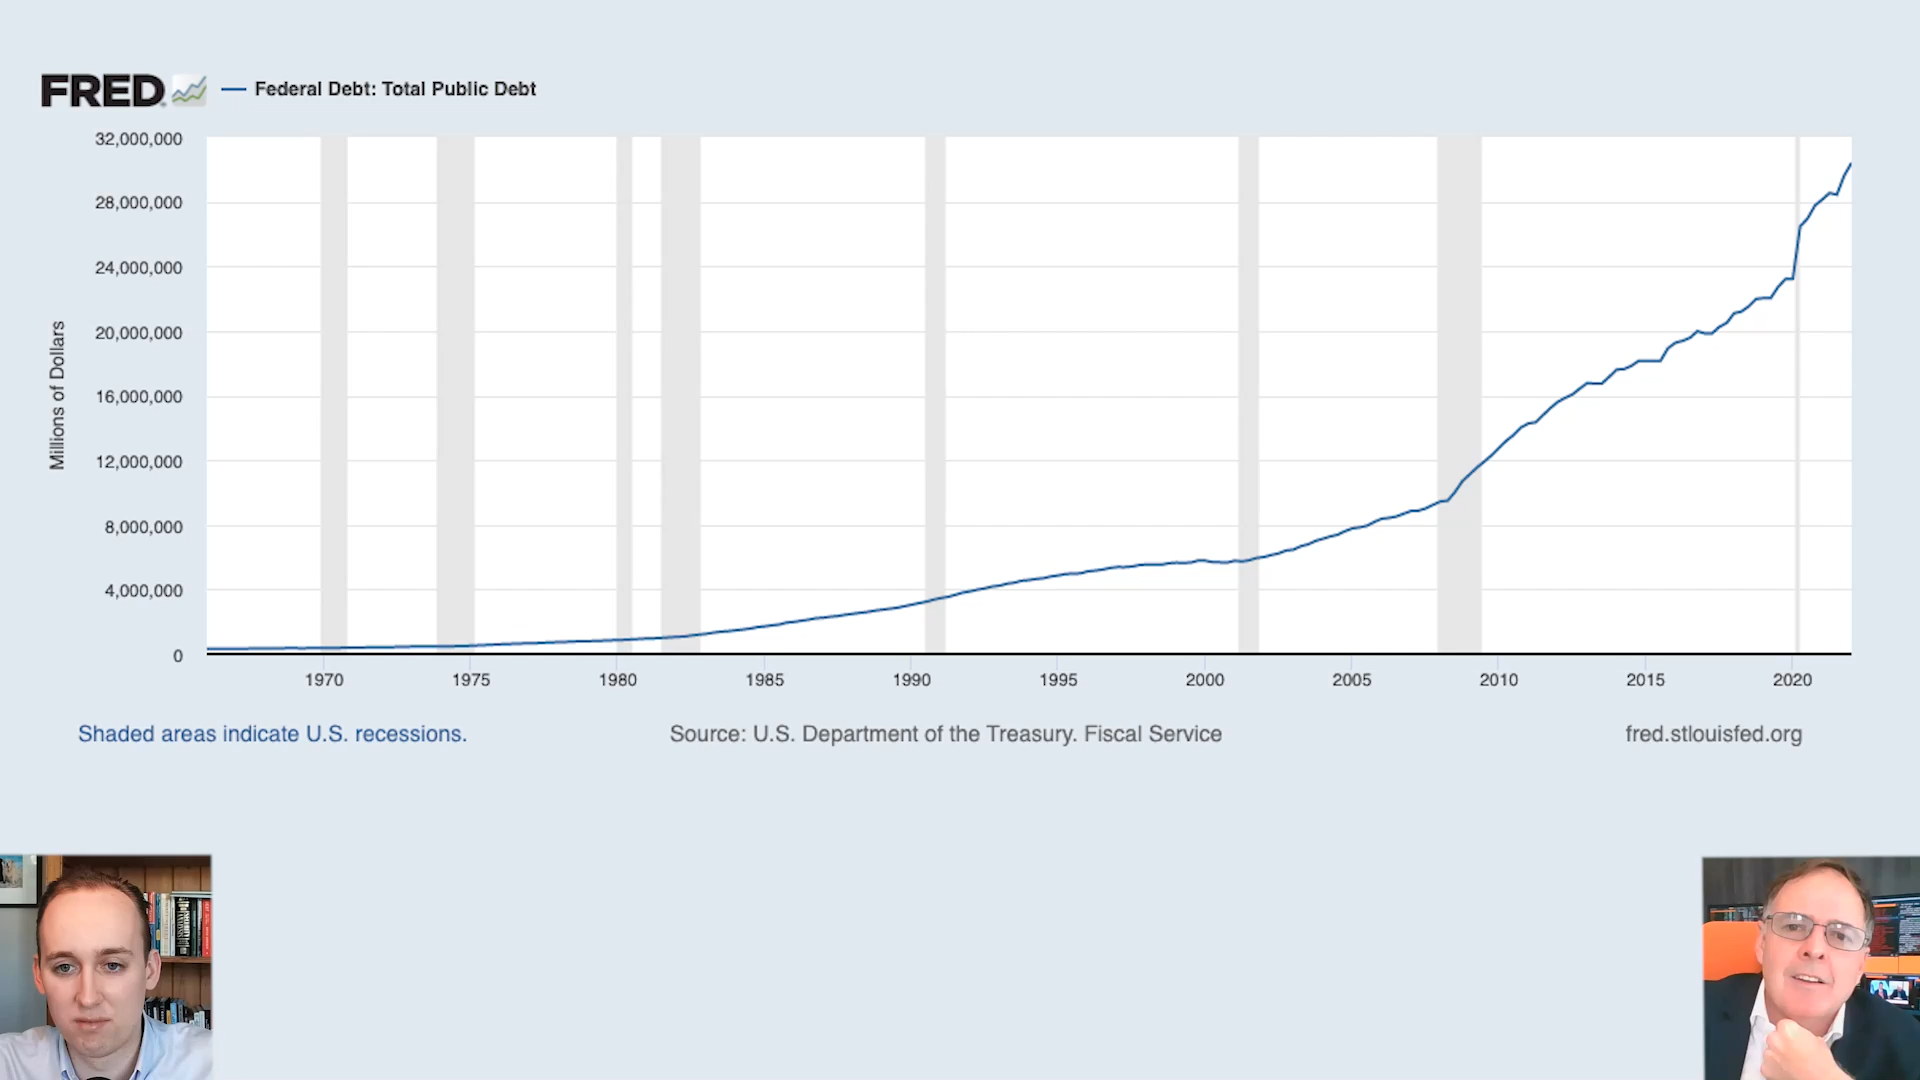 FRED
Federal Debt: Total Public Debt
32,000,000
28,000,000
24,000,000
20,000,000
16,000,000
12,000,000
8,000,000
4,000,000
0
Millions of Dollars
1970 1975 1980 1985 1990 1995 2000 2005 2010 2015 2020
Shaded areas indicate U.S. recessions.
Source: U.S. Department of the Treasury. Fiscal Service
fred.stlouisfed.org